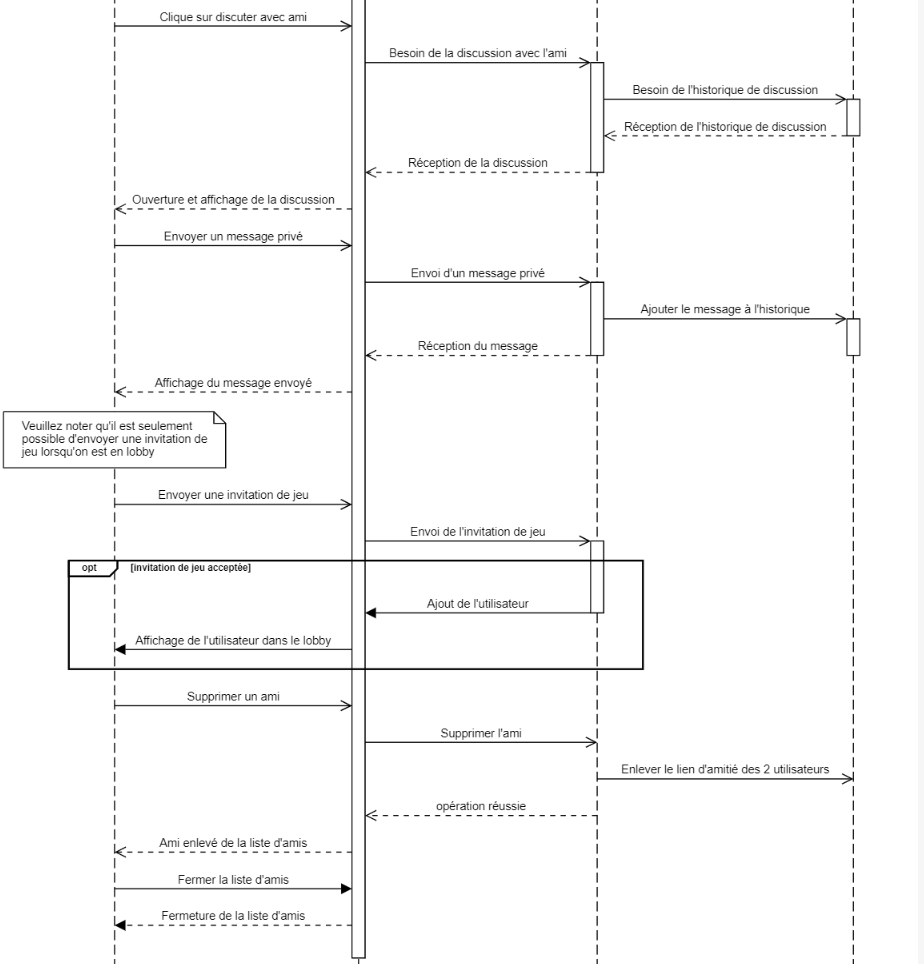 Clique sur discuter avec ami
Besoin de la discussion avec l'ami
Besoin de l'historique de discussion
Réception de l'historique de discussion
Réception de la discussion
Ouverture et affichage de la discussion
Envoyer un message privé
Envoi d'un message privé
Ajouter le message à l'historique
Réception du message
Affichage du message envoyé
Veuillez noter qu'il est seulement
possible d'envoyer une invitation de
jeu lorsqu'on est en lobby
Envoyer une invitation de jeu
Envoi de l'invitation de jeu
opt [invitation de jeu acceptée]
Ajout de l'utilisateur
Affichage de l'utilisateur dans le lobby
Supprimer un ami
Supprimer l'ami
Enlever le lien d'amitié des 2 utilisateurs
opération réussie
Ami enlevé de la liste d'amis
Fermer la liste d'amis
Fermeture de la liste d'amis